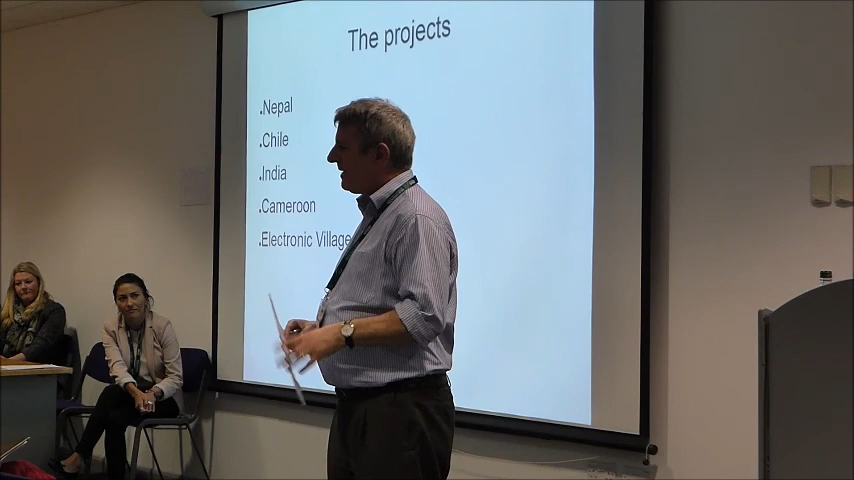 The projects
.Nepal
.Chile
.India
.Cameroon
.Electronic Village